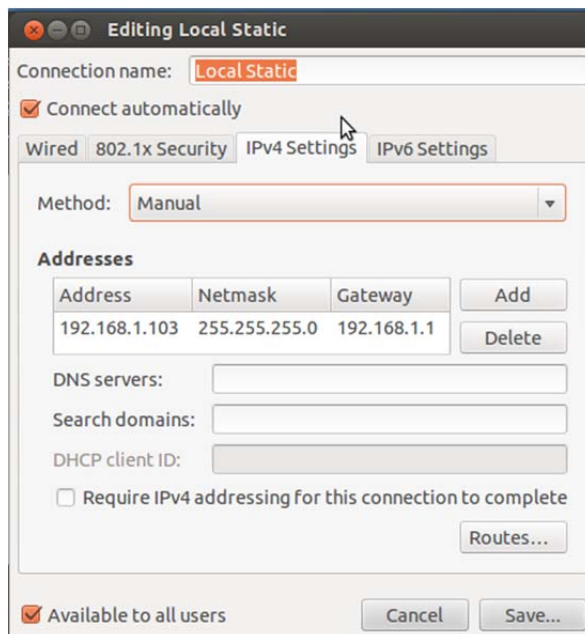 Editing Local Static
Connection name: Local Static
Connect automatically
Wired 802.1x Security IPv4 Settings IPv6 Settings
Method: Manual
Addresses
Address Netmask Gateway Add
192.168.1.103 255.255.255.0 192.168.1.1
Delete
DNS servers:
Search domains:
DHCP client ID:
Require IPv4 addressing for this connection to complete
Routes...
Available to all users Cancel Save...